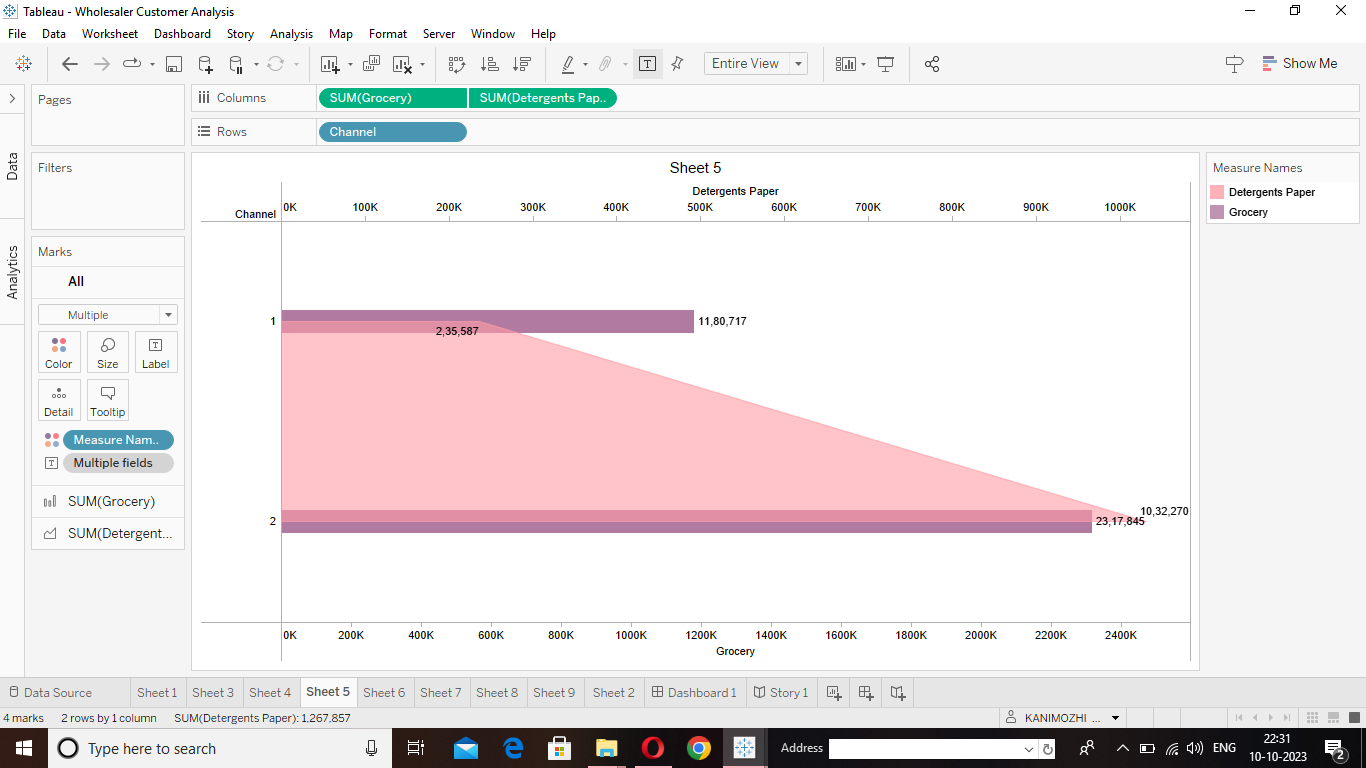 Tableau - Wholesaler Customer Analysis
File Data Worksheet Dashboard Story Analysis Map Format Server Window Help
Entire View
Show Me
Pages
Columns SUM(Grocery) SUM(Detergents Pap..
Rows Channel
Data
Analytics
Filters
Marks
All
Multiple
Color Size Label
Detail Tooltip
Measure Nam..
Multiple fields
SUM(Grocery)
SUM(Detergent...
Sheet 5
Detergents Paper
Channel 0K 100K 200K 300K 400K 500K 600K 700K 800K 900K 1000K
1
11,80,717
2,35,587
10,32,270
2
23,17,845
0K 200K 400K 600K 800K 1000K 1200K 1400K 1600K 1800K 2000K 2200K 2400K
Grocery
Measure Names
Detergents Paper
Grocery
Data Source Sheet 1 Sheet 3 Sheet 4 Sheet 5 Sheet 6 Sheet 7 Sheet 8 Sheet 9 Sheet 2 Dashboard 1 Story 1
4 marks 2 rows by 1 column SUM(Detergents Paper): 1,267,857
KANIMOZHI ...
Type here to search
Address
ENG
22:31
10-10-2023
2